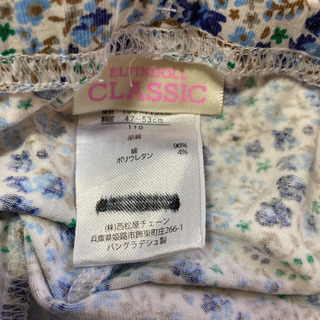 ELFINDOLL
CLASSIC
47~53cm
110
品質
綿 96%
ポリウレタン 4%
(株)西松屋チェーン
兵庫県姫路市飾東町庄266-1
バングラデシュ製